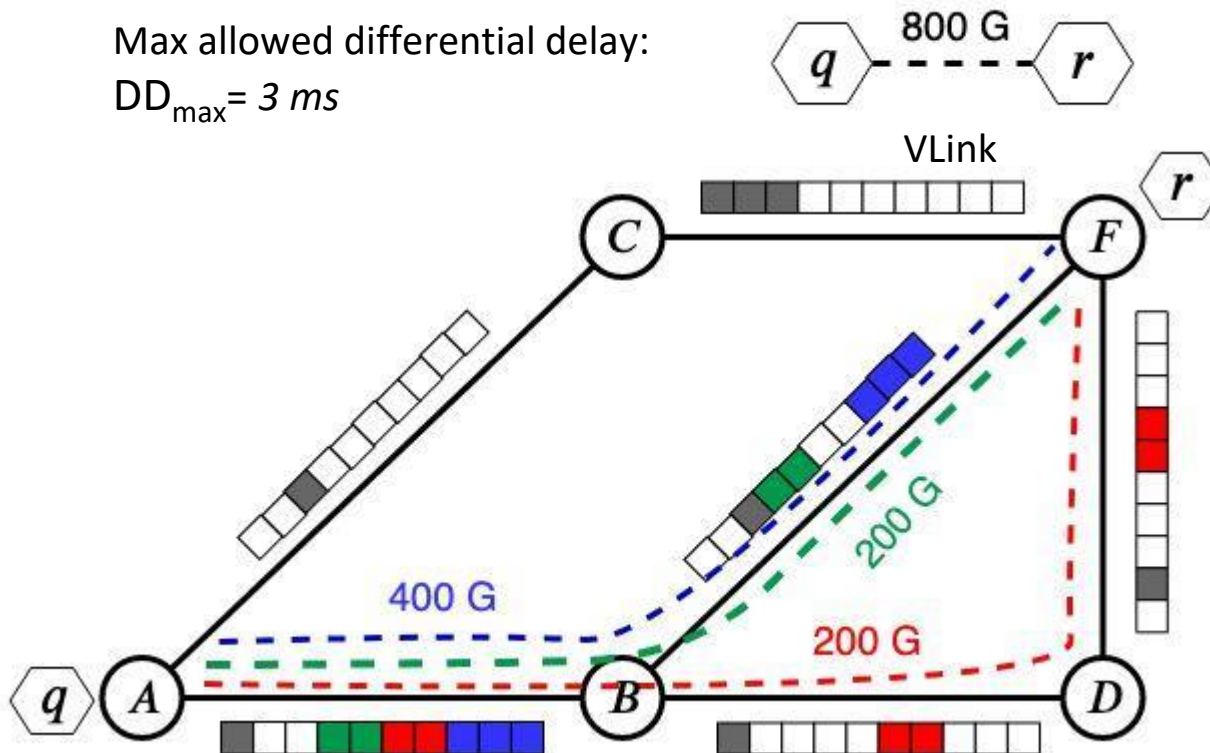 Max allowed differential delay:
DDmax= 3 ms
800 G
q
r
VLink
r
C
F
200 G
400 G
200 G
q
A
B
D